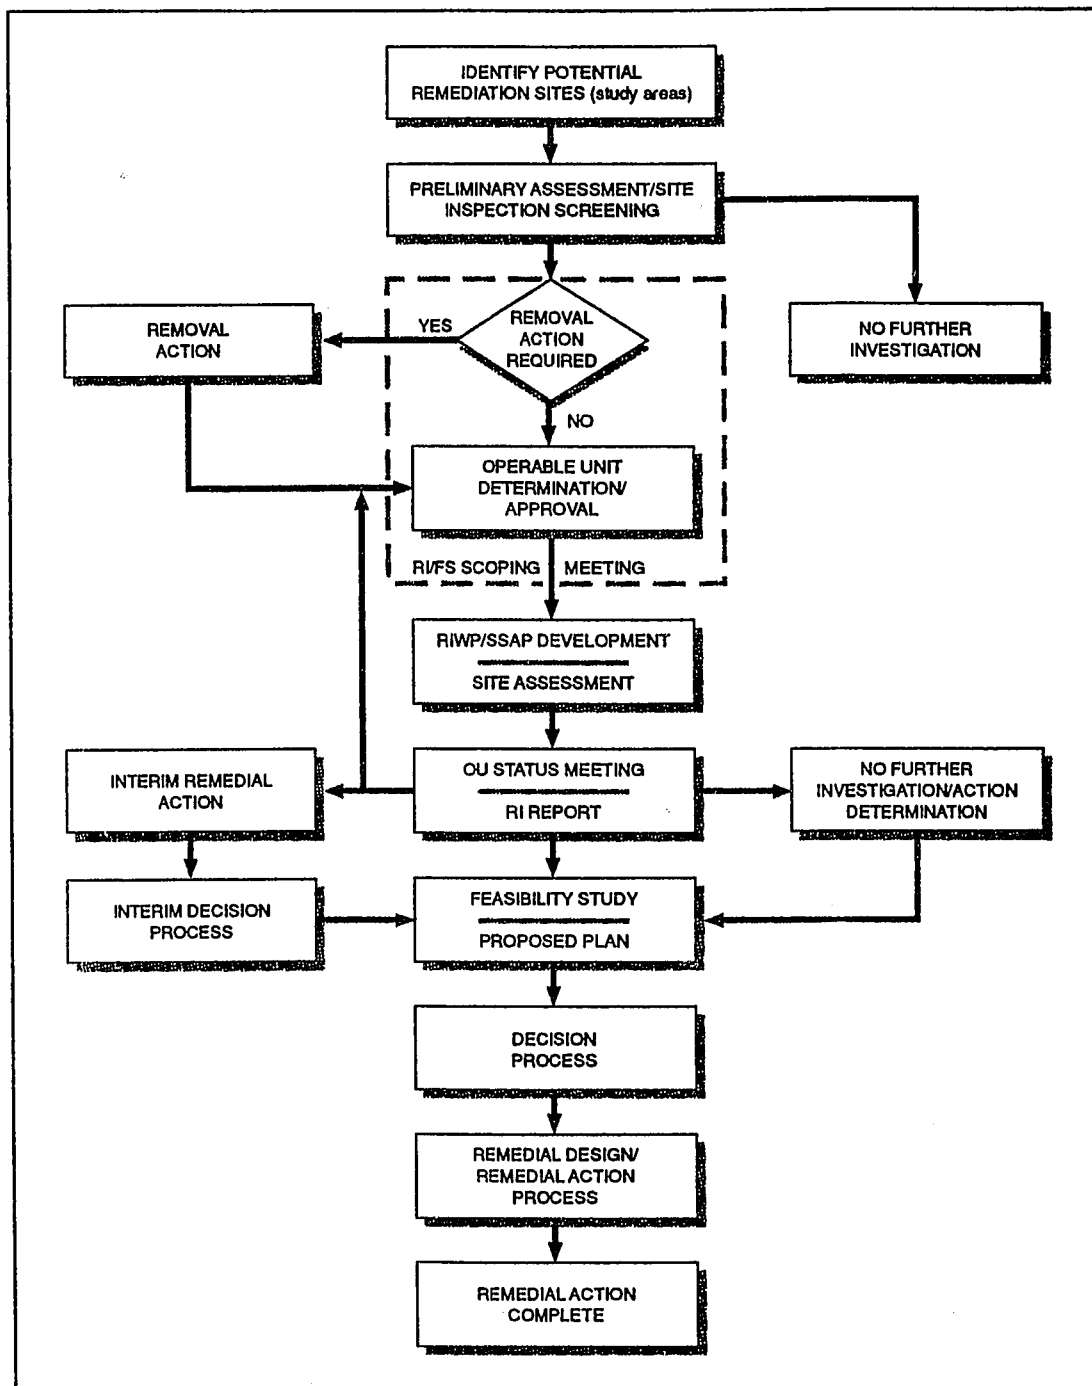 IDENTIFY POTENTIAL
REMEDIATION SITES (study areas)
PRELIMINARY ASSESSMENT/SITE
INSPECTION SCREENING
REMOVAL
ACTION
YES
REMOVAL
ACTION
REQUIRED
NO FURTHER
INVESTIGATION
NO
OPERABLE UNIT
DETERMINATION/
APPROVAL
RI/FS SCOPING MEETING
RIWP/SSAP DEVELOPMENT
SITE ASSESSMENT
INTERIM REMEDIAL
ACTION
OU STATUS MEETING
RI REPORT
NO FURTHER
INVESTIGATION/ACTION
DETERMINATION
INTERIM DECISION
PROCESS
FEASIBILITY STUDY
PROPOSED PLAN
DECISION
PROCESS
REMEDIAL DESIGN/
REMEDIAL ACTION
PROCESS
REMEDIAL ACTION
COMPLETE